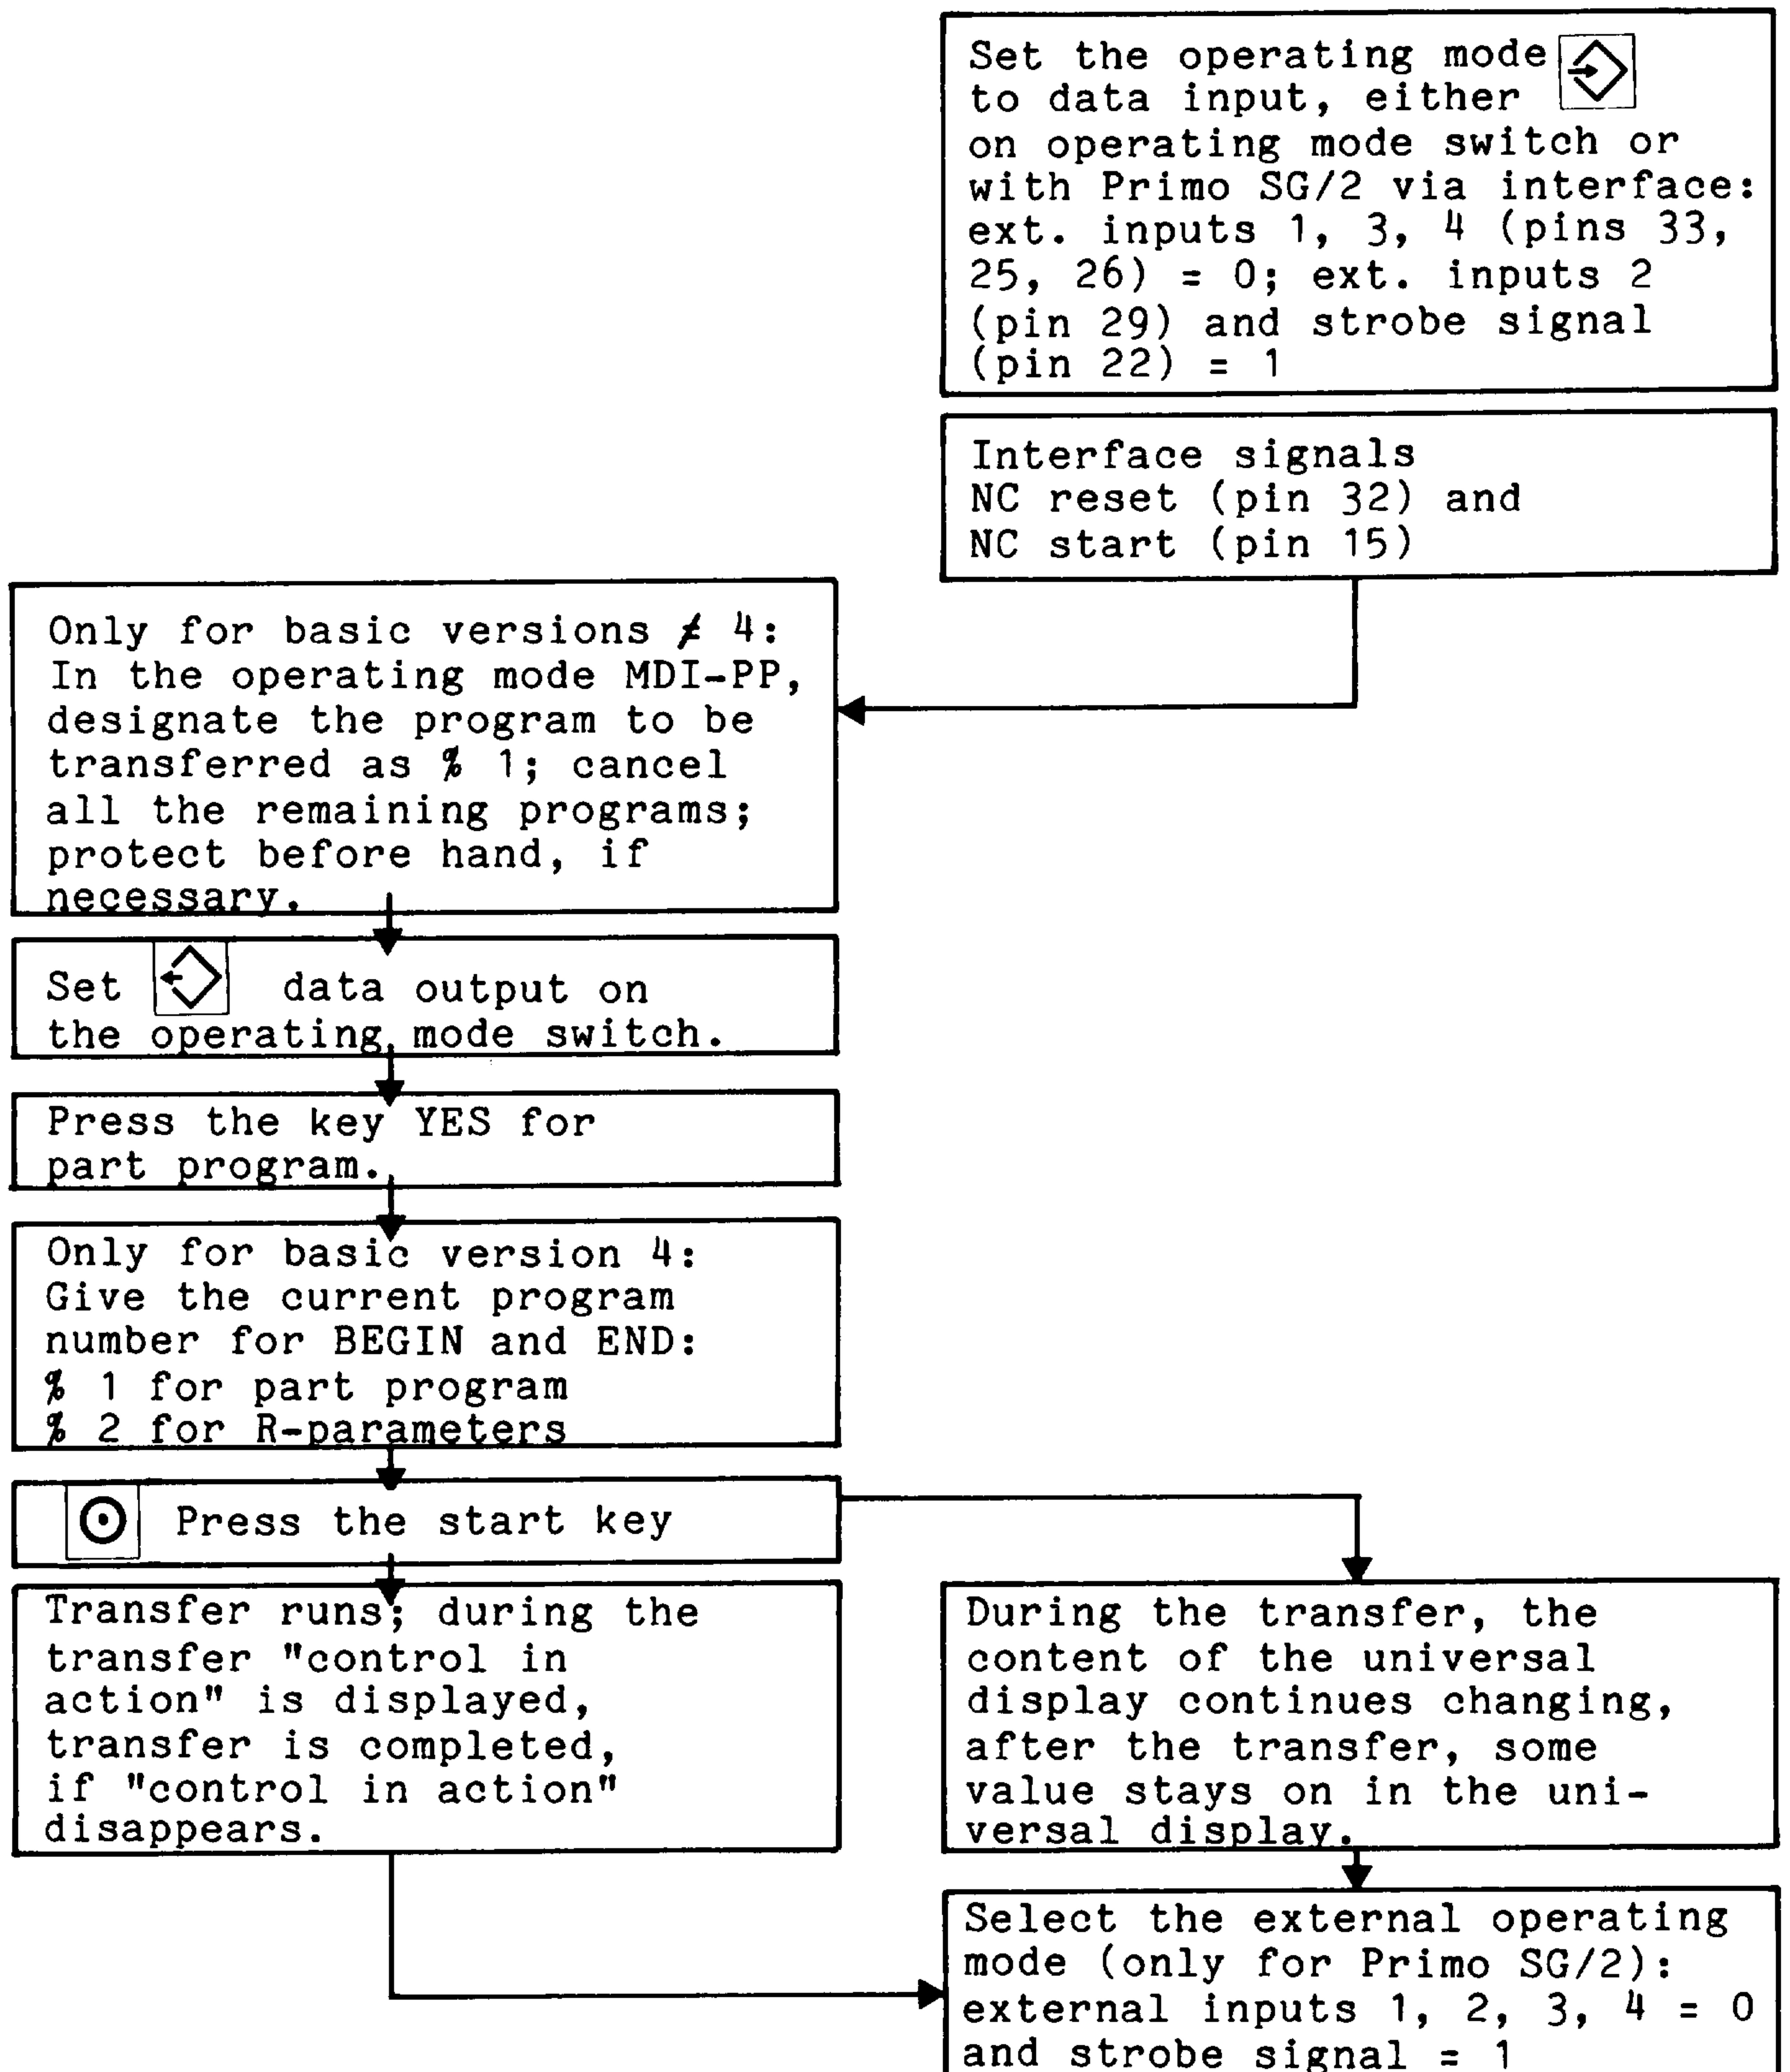 Set the operating mode
to data input, either
on operating mode switch or
with Primo SG/2 via interface:
ext. inputs 1, 3, 4 (pins 33,
25, 26) = 0; ext. inputs 2
(pin 29) and strobe signal
(pin 22) = 1
Interface signals
NC reset (pin 32) and
NC start (pin 15)
Only for basic versions ≠ 4:
In the operating mode MDI-PP,
designate the program to be
transferred as % 1; cancel
all the remaining programs;
protect before hand, if
necessary.
Set data output on
the operating mode switch.
Press the key YES for
part program.
Only for basic version 4:
Give the current program
number for BEGIN and END:
% 1 for part program
% 2 for R-parameters
Press the start key
Transfer runs; during the
transfer "control in
action" is displayed,
transfer is completed,
if "control in action"
disappears.
During the transfer, the
content of the universal
display continues changing,
after the transfer, some
value stays on in the uni-
versal display.
Select the external operating
mode (only for Primo SG/2):
external inputs 1, 2, 3, 4 = 0
and strobe signal = 1